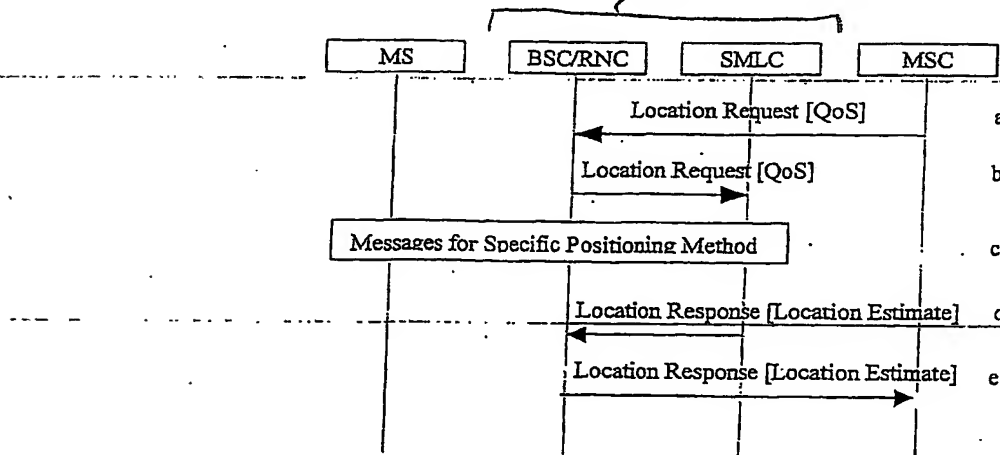 MS BSC/RNC SMLC MSC
Location Request [QoS] a
Location Request [QoS] b
Messages for Specific Positioning Method c
Location Response [Location Estimate]
Location Response [Location Estimate] e